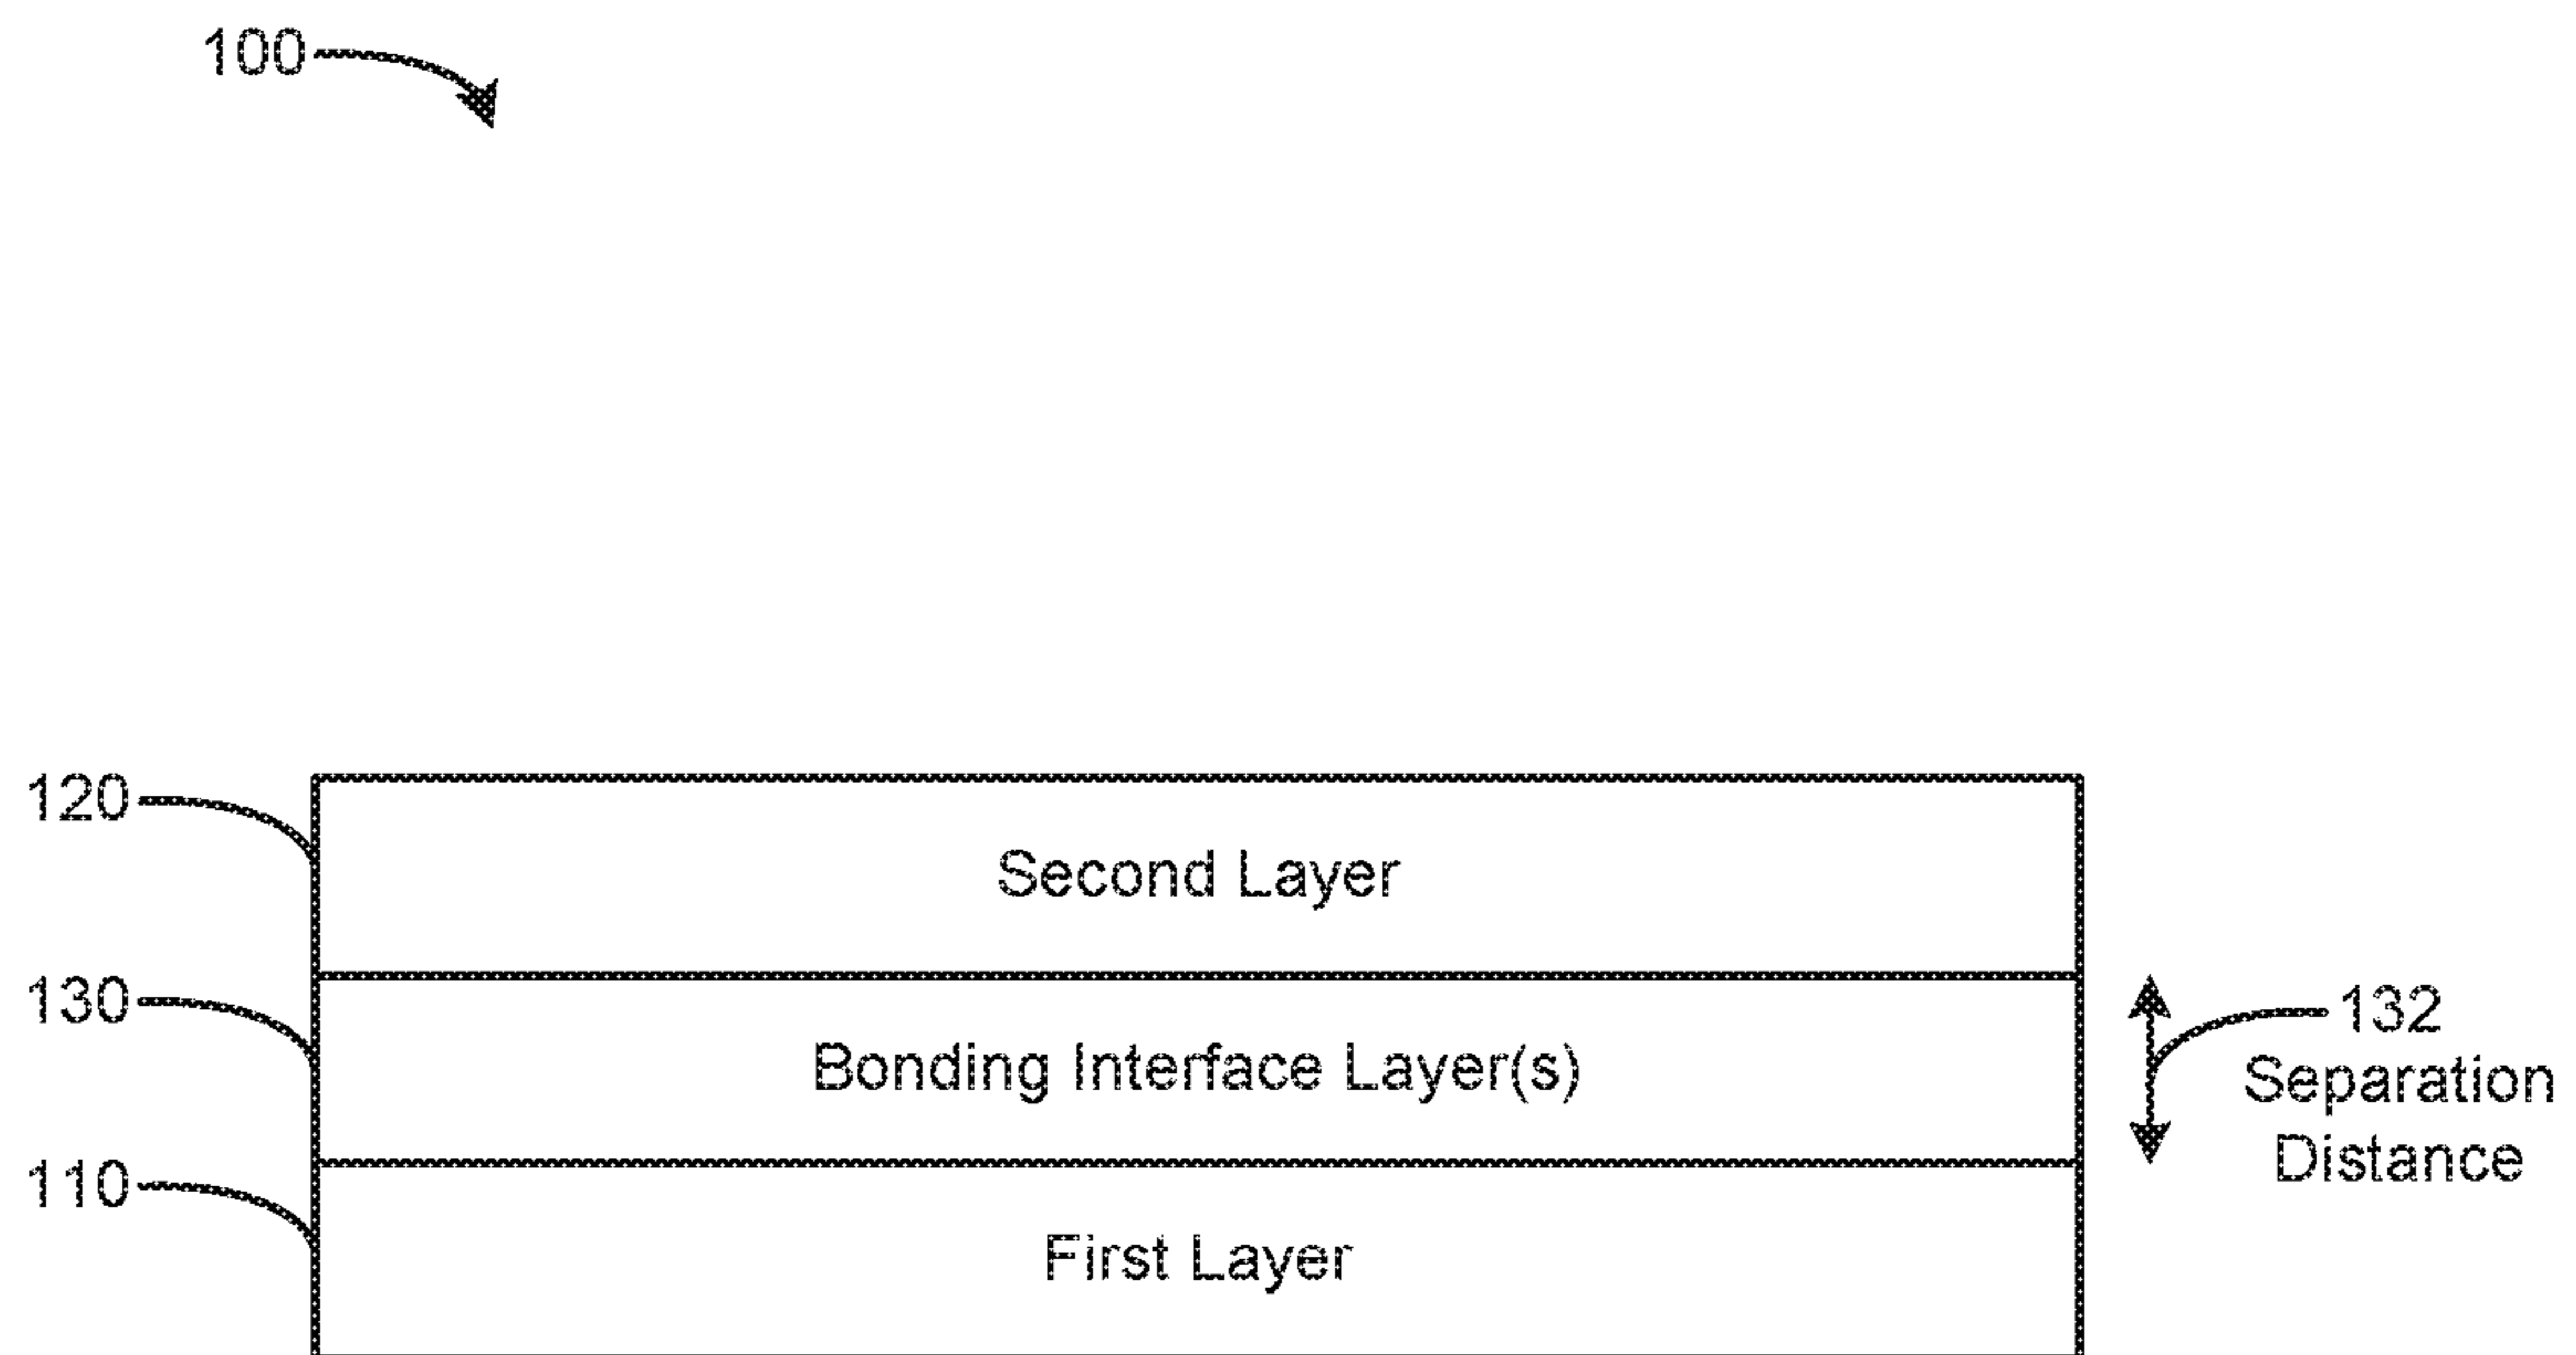 100
120
Second Layer
130
Bonding Interface Layer(s)
132
Separation
Distance
110
First Layer